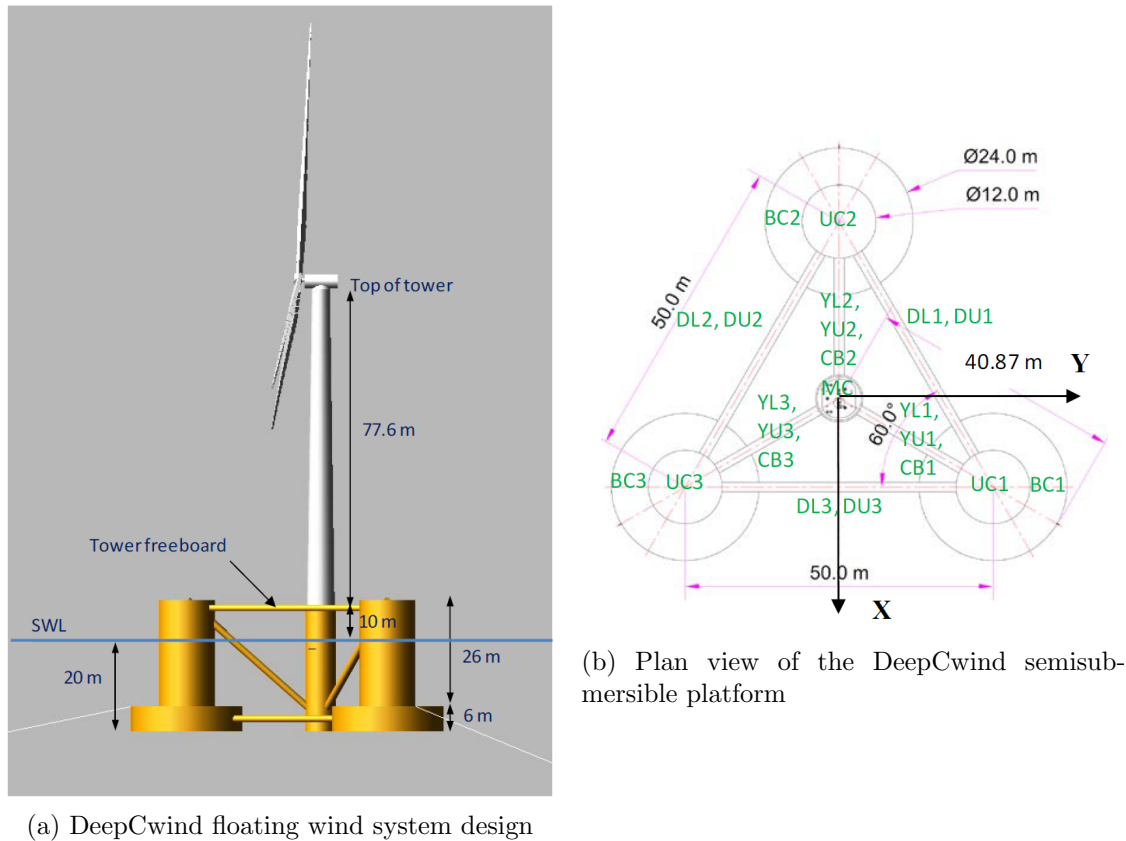 Top of tower
77.6 m
Tower freeboard
SWL
10 m
26 m
20 m
6 m
(a) DeepCwind floating wind system design
Ø24.0 m
Ø12.0 m
BC2
UC2
50.0 m
DL2, DU2
YL2,
YU2,
CB2
DL1, DU1
40.87 m
Y
MC
YL3,
YU3,
CB3
60.0°
YL1,
YU1,
CB1
BC3
UC3
UC1
BC1
DL3, DU3
50.0 m
X
(b) Plan view of the DeepCwind semisub-
mersible platform